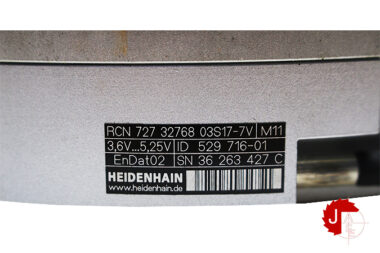 RCN 727 32768 03S17-7V M11
3,6V...5,25V ID 529 716-01
EnDat02 SN 36 263 427 C
HEIDENHAIN
www.heidenhain.de
J